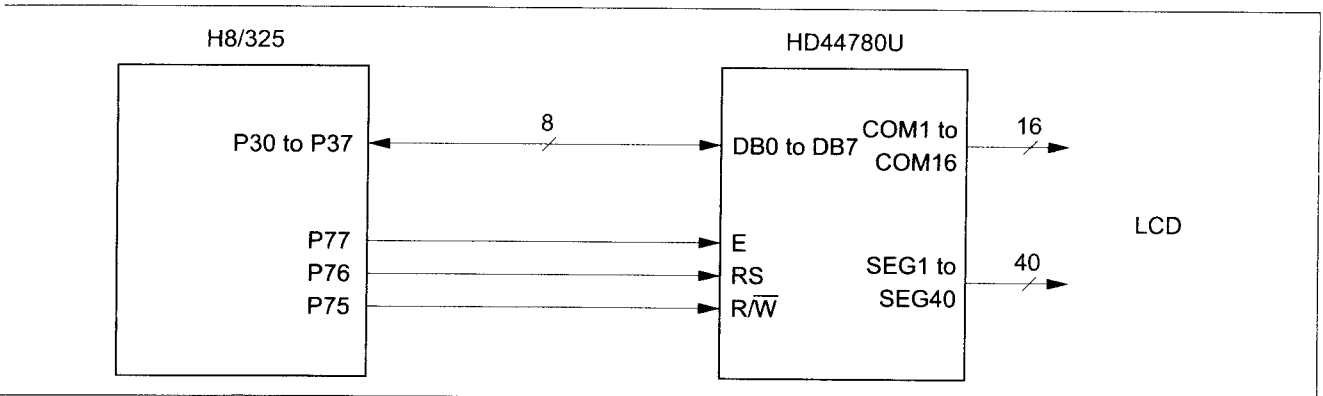 H8/325
HD44780U
P30 to P37
8
DB0 to DB7
COM1 to
COM16
16
P77
E
P76
RS
P75
R/W̅
SEG1 to
SEG40
40
LCD